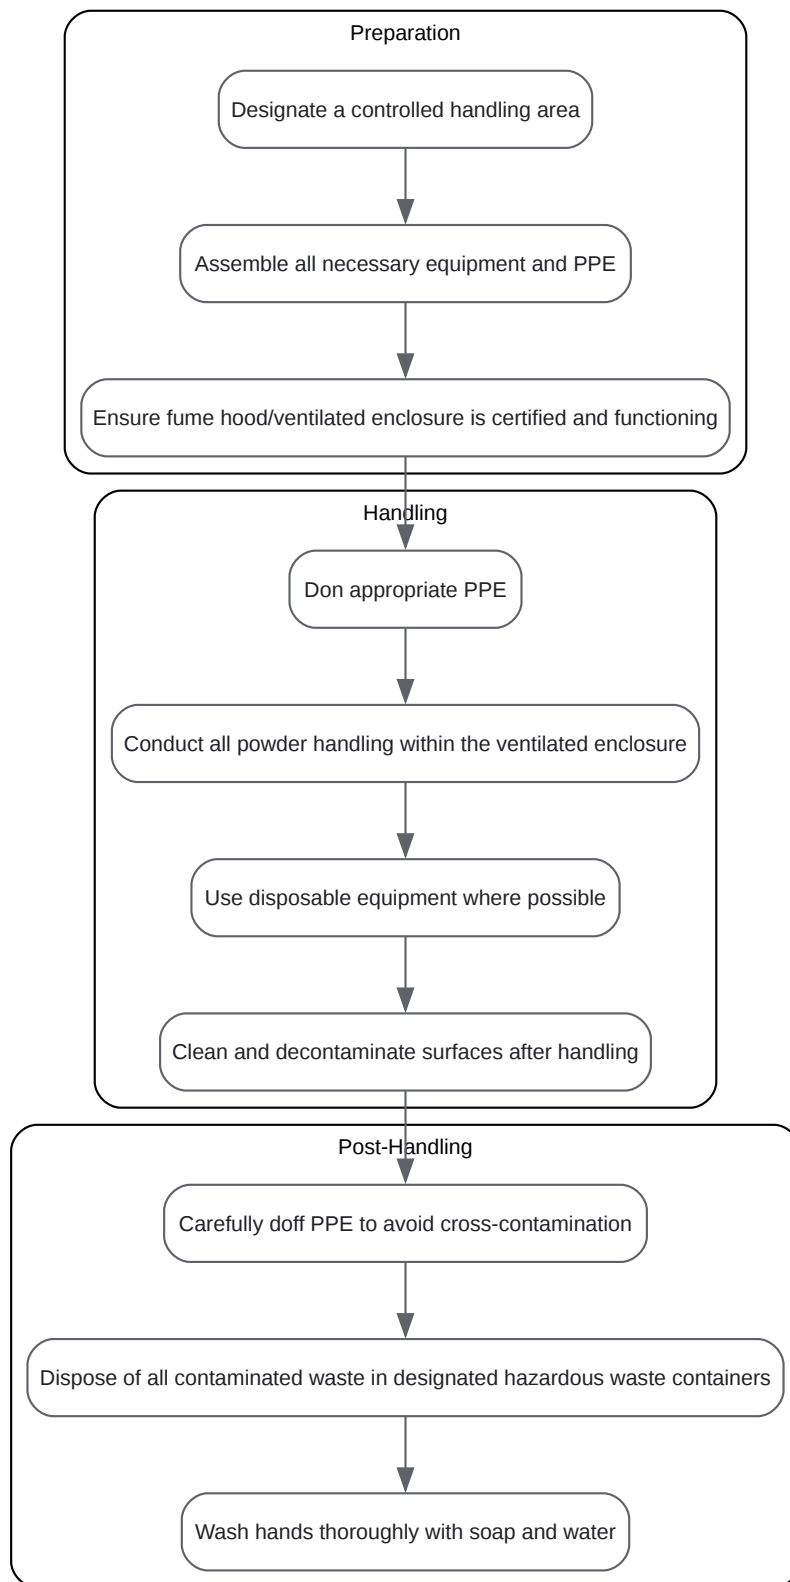 Preparation
Designate a controlled handling area
Assemble all necessary equipment and PPE
Ensure fume hood/ventilated enclosure is certified and functioning
Handling
Don appropriate PPE
Conduct all powder handling within the ventilated enclosure
Use disposable equipment where possible
Clean and decontaminate surfaces after handling
Post-Handling
Carefully doff PPE to avoid cross-contamination
Dispose of all contaminated waste in designated hazardous waste containers
Wash hands thoroughly with soap and water